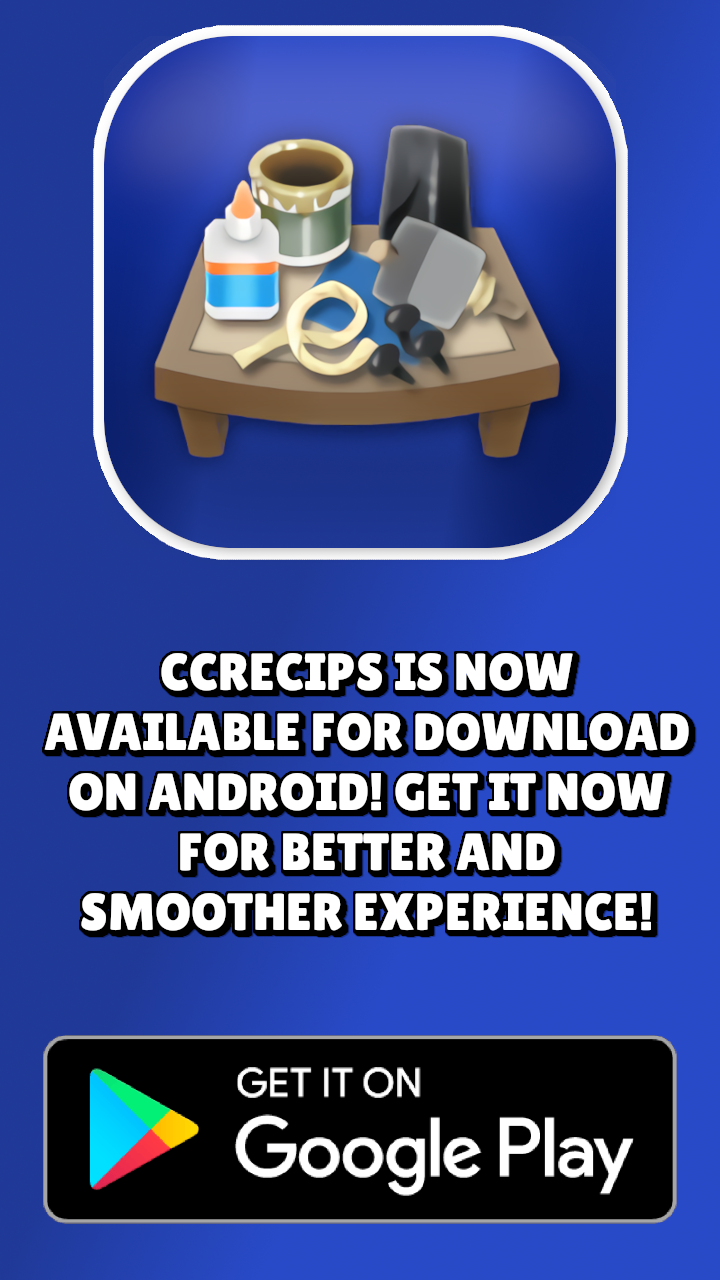 CCRECIPS IS NOW
AVAILABLE FOR DOWNLOAD
ON ANDROID! GET IT NOW
FOR BETTER AND
SMOOTHER EXPERIENCE!
GET IT ON
Google Play